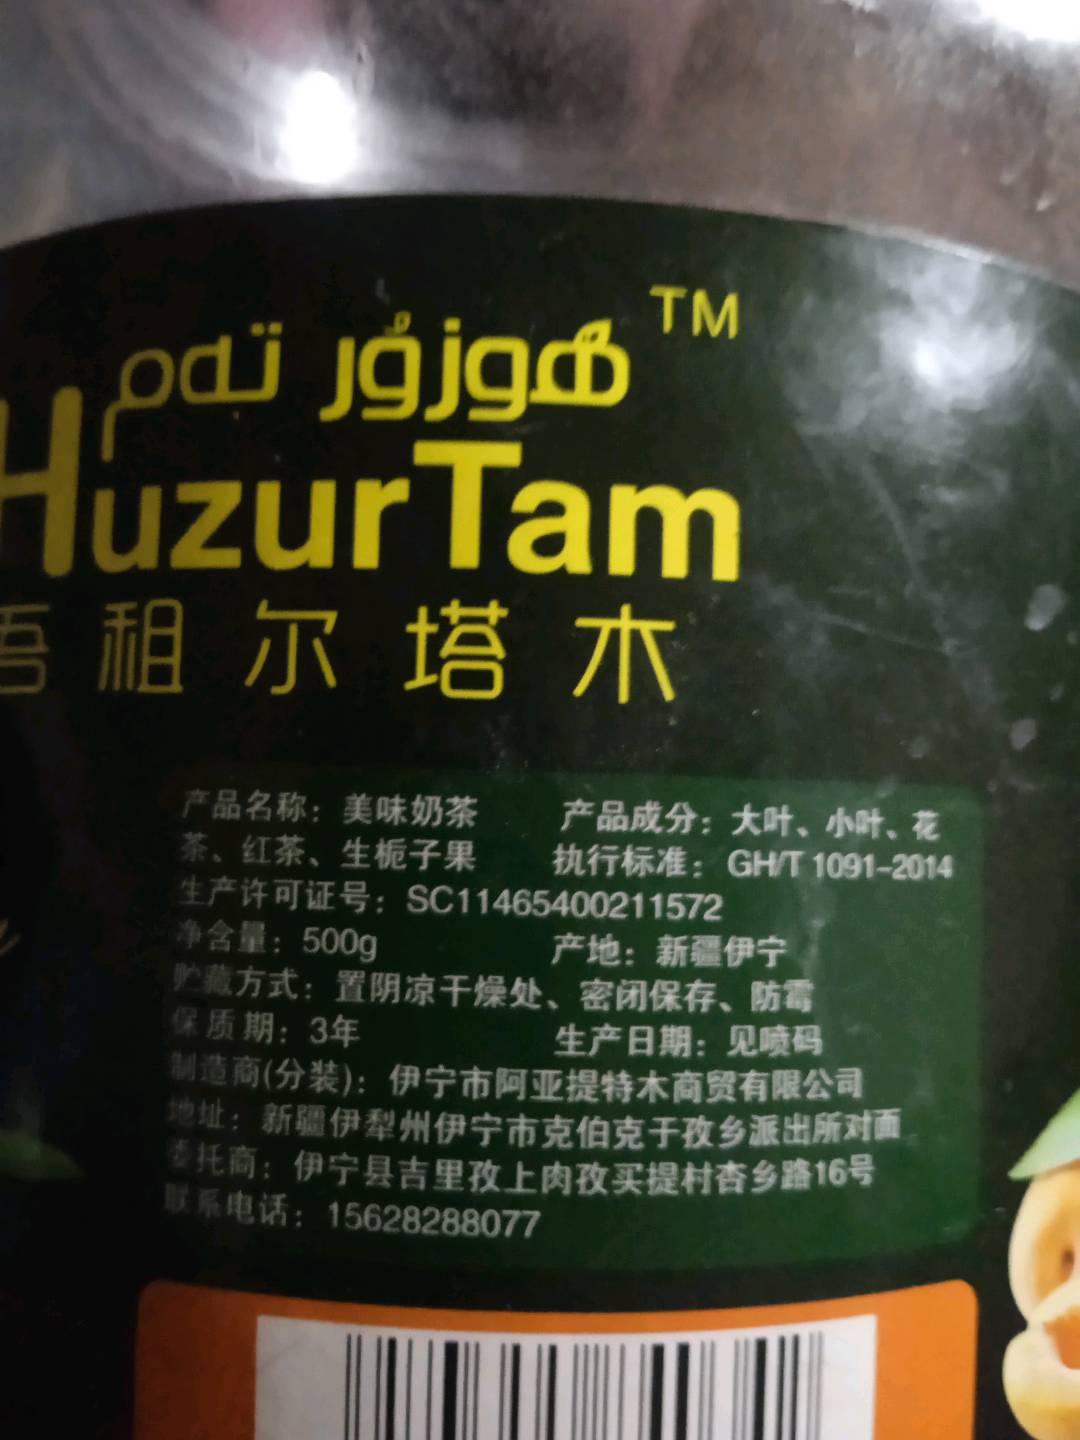 TM
ھوزۇر تەم
HuzurTam
浯租尔塔木
产品名称：美味奶茶 产品成分：大叶、小叶、花
茶、红茶、生栀子果 执行标准：GH/T 1091-2014
生产许可证号：SC11465400211572
净含量：500g 产地：新疆伊宁
贮藏方式：置阴凉干燥处、密闭保存、防霉
保质期：3年 生产日期：见喷码
制造商(分装)：伊宁市阿亚提特木商贸有限公司
地址：新疆伊犁州伊宁市克伯克于孜乡派出所对面
委托商：伊宁县吉里孜上肉孜买提村杏乡路16号
联系电话：15628288077